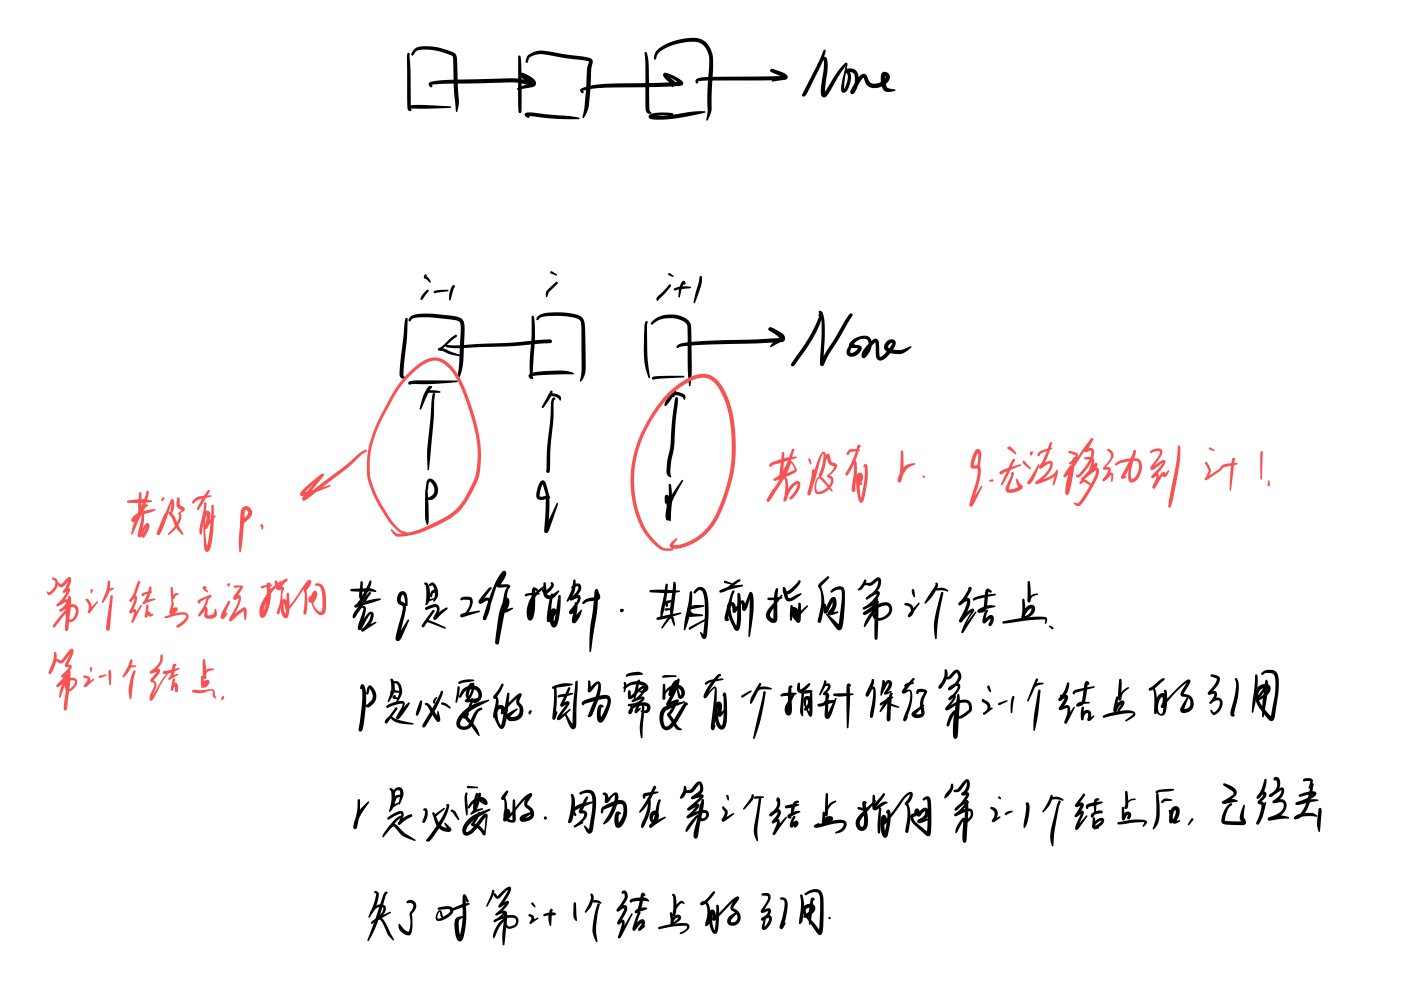 None
i-1 i i+1
None
p q r
若没有 r. q无法移动到 i+1.
若没有 p.
第i个结点无法指向
第i-1个结点.
若q是工作指针. 其目前指向第i个结点.
p是必要的. 因为需要有个指针保存第i-1个结点的引用
r是必要的. 因为在第i个结点指向第i-1个结点后, 已经丢
失了对第i+1个结点的引用.